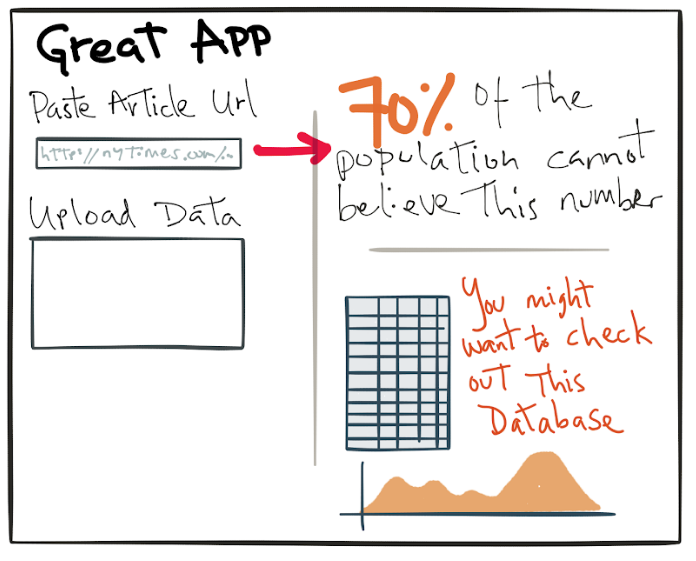 Great App
Paste Article Url
http://nytimes.com/...
Upload Data
70% of the
population cannot
believe This number
You might
want to check
out This
Database